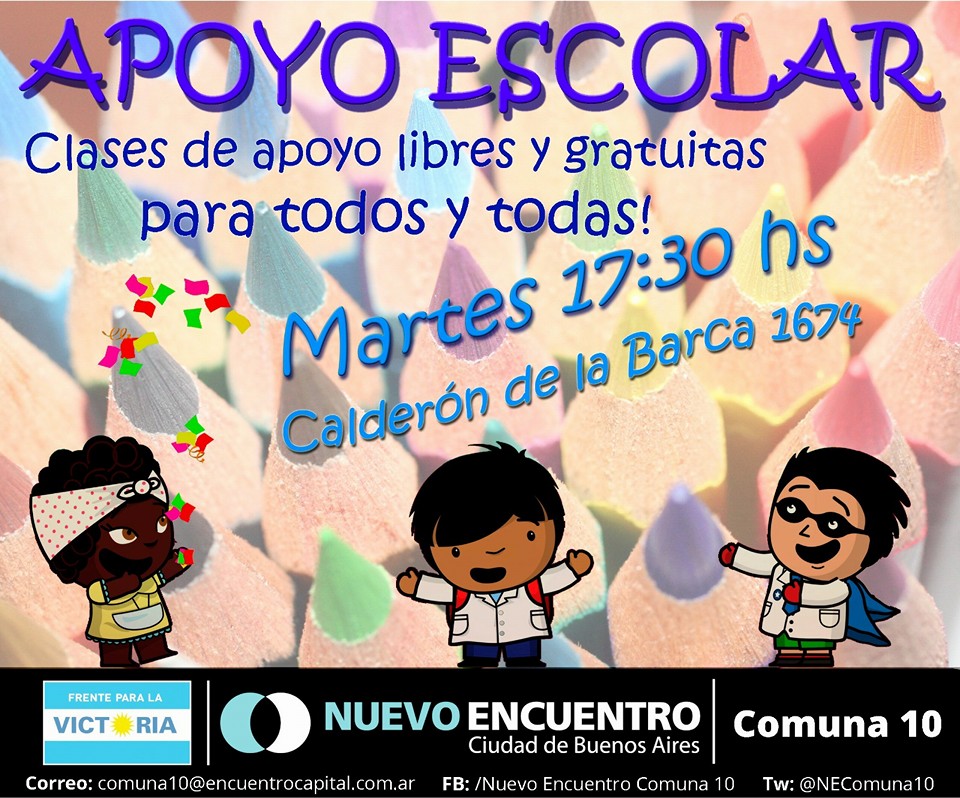 APOYO ESCOLAR
Clases de apoyo libres y gratuitas
para todos y todas!
Martes 17:30 hs
Calderón de la Barca 1674
FRENTE PARA LA
VICTORIA
NUEVO ENCUENTRO
Ciudad de Buenos Aires
Comuna 10
Correo: comuna10@encuentrocapital.com.ar FB: /Nuevo Encuentro Comuna 10 Tw: @NEComuna10